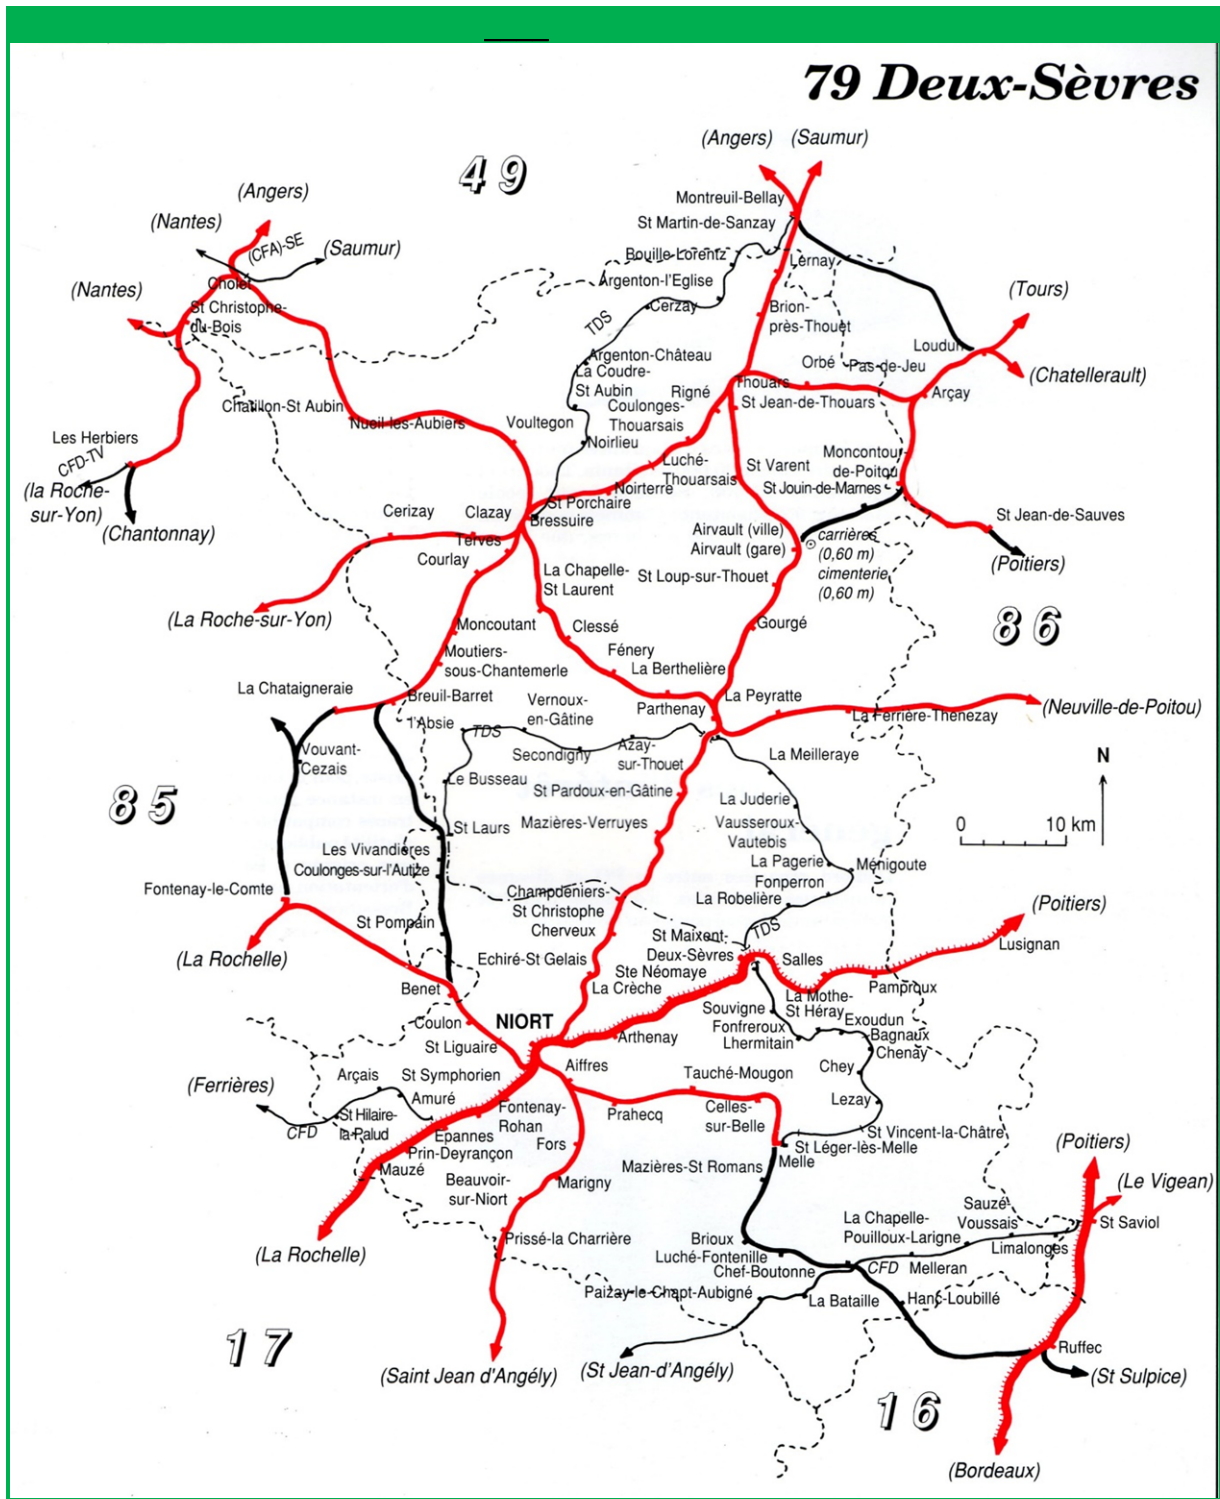 79 Deux-Sèvres
(Angers)
(Saumur)
49
Montreuil-Bellay
St Martin-de-Sanzay
(Angers)
(Nantes)
(CFA)-SE
(Saumur)
Bouille-Lorentz
Lernay
Cholet
(Nantes)
Argenton-l'Eglise
(Tours)
St Christophe-
du-Bois
Cerzay
TDS
Brion-
près-Thouet
Loudun
Argenton-Château
Orbé
Pas-de-Jeu
La Coudre-
St Aubin
(Chatellerault)
Thouars
Rigné
Arçay
Chatillon-St Aubin
Coulonges-
Thouarsais
St Jean-de-Thouars
Nueil-les-Aubiers
Voultegon
Les Herbiers
Noirlieu
CFD-TV
Luché-
Thouarsais
St Varent
Moncontour-
de-Poitou
(la Roche-
sur-Yon)
Noirterre
St Jouin-de-Marnes
St Porchaire
Cerizay
Clazay
Bressuire
St Jean-de-Sauves
(Chantonnay)
Terves
Airvault (ville)
carrières
Airvault (gare)
(0,60 m)
Courlay
(Poitiers)
La Chapelle-
St Laurent
St Loup-sur-Thouet
cimenterie
(0,60 m)
(La Roche-sur-Yon)
Moncoutant
Clessé
Gourgé
86
Moutiers-
sous-Chantemerle
Fénery
La Berthelière
La Chataigneraie
Breuil-Barret
Vernoux-
en-Gâtine
La Peyratte
Parthenay
(Neuville-de-Poitou)
l'Absie
TDS
La Ferrière-Thenezay
Vouvant-
Cezais
Secondigny
Azay-
sur-Thouet
La Meilleraye
N
Le Busseau
85
St Pardoux-en-Gâtine
La Juderie
St Laurs
Mazières-Verruyes
Vausseroux-
Vautebis
0
10 km
Les Vivandières
La Pagerie
Ménigoute
Coulonges-sur-l'Autize
Fonperron
Fontenay-le-Comte
Champdeniers-
St Christophe
La Robelière
(Poitiers)
St Pompain
Cherveux
TDS
St Maixent-
Deux-Sèvres
Lusignan
(La Rochelle)
Echiré-St Gelais
Salles
Ste Néomaye
Benet
La Crèche
Pamproux
La Mothe-
St Héray
NIORT
Souvigne
Coulon
Fonfreroux
Exoudun
Arthenay
Lhermitain
Bagnaux
St Liguaire
Chenay
Aiffres
Chey
Arçais
St Symphorien
Tauché-Mougon
(Ferrières)
Amuré
Lezay
Fontenay-
Rohan
Prahecq
Celles-
sur-Belle
St Hilaire-
la-Palud
CFD
Epannes
St Vincent-la-Châtre
Fors
Prin-Deyrançon
St Léger-lès-Melle
(Poitiers)
Mauzé
Mazières-St Romans
Melle
Beauvoir-
sur-Niort
Marigny
(Le Vigean)
Sauzé-
Voussais
La Chapelle-
Pouilloux-Larigne
St Saviol
Prissé-la Charrière
Brioux
(La Rochelle)
Luché-Fontenille
Limalonges
Chef-Boutonne
CFD
Melleran
Paizay-le-Chapt-Aubigné
La Bataille
Hanc-Loubillé
17
Ruffec
(Saint Jean d'Angély)
(St Jean-d'Angély)
(St Sulpice)
16
(Bordeaux)